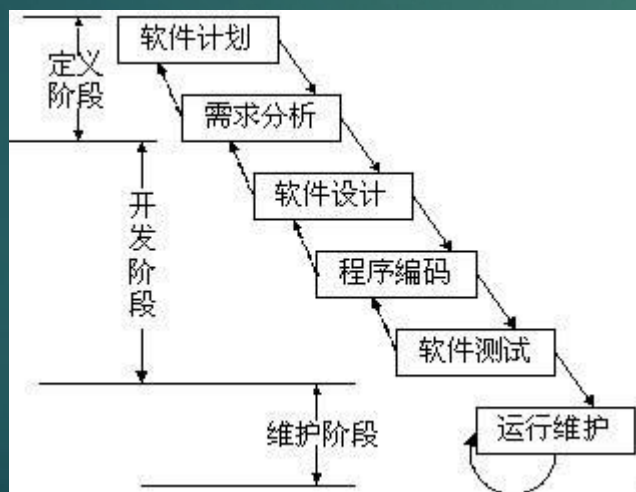 软件计划
定义
阶段
需求分析
软件设计
开
发
阶
段
程序编码
软件测试
维护阶段
运行维护